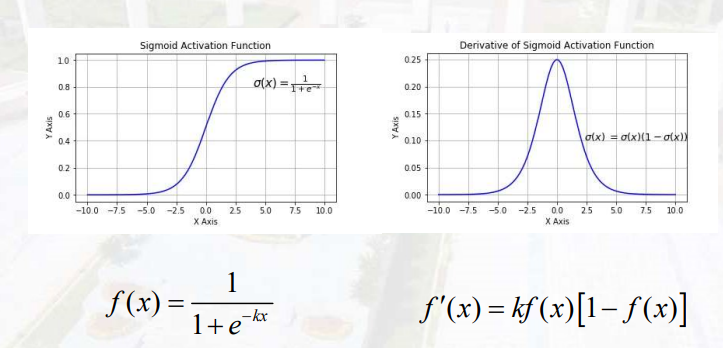 Sigmoid Activation Function
1.0
0.8
0.6
0.4
0.2
0.0
Y Axis
σ(x) = 1/(1+e^{-x})
−10.0 −7.5 −5.0 −2.5 0.0 2.5 5.0 7.5 10.0
X Axis
Derivative of Sigmoid Activation Function
0.25
0.20
0.15
0.10
0.05
0.00
Y Axis
σ(x) = σ(x)(1 − σ(x))
−10.0 −7.5 −5.0 −2.5 0.0 2.5 5.0 7.5 10.0
X Axis
f(x) = 1/(1+e^{-kx})
f′(x) = kf(x)[1− f(x)]